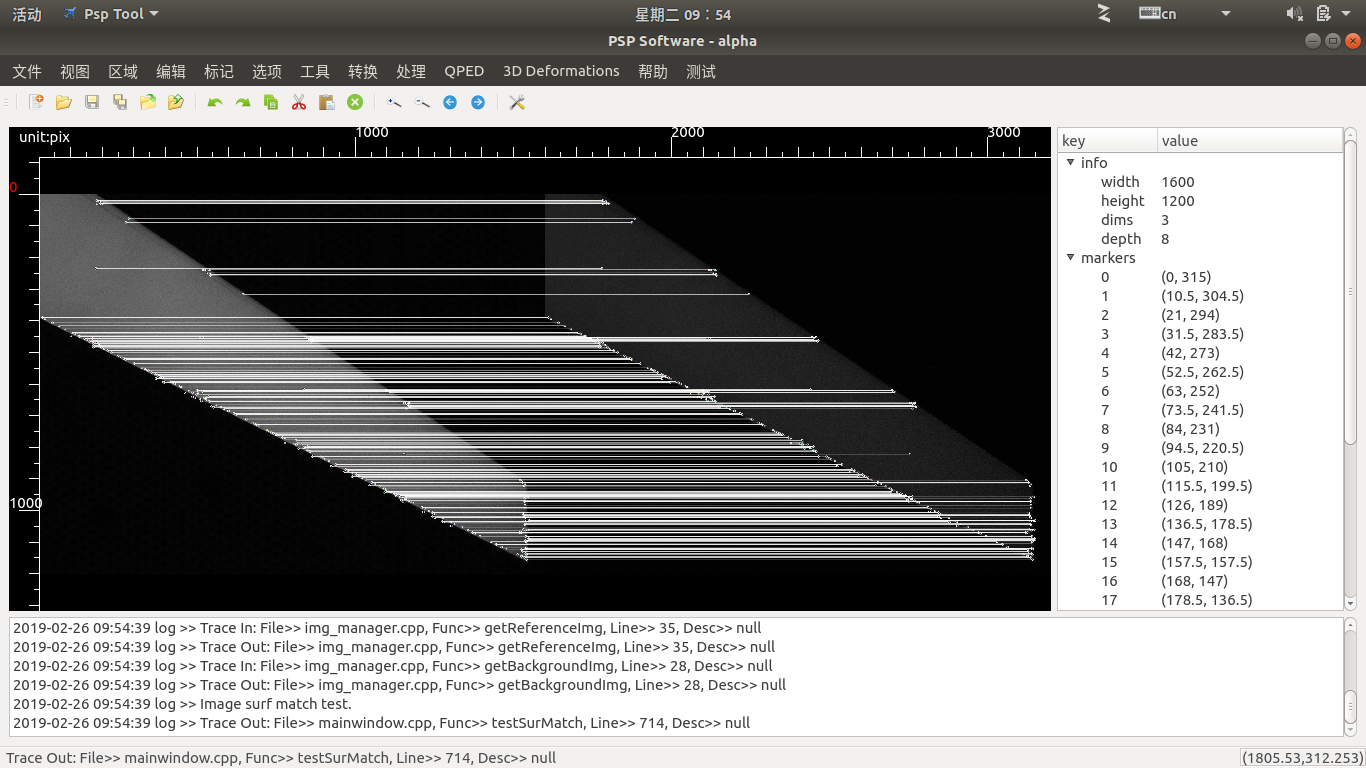 活动 Psp Tool 星期二 09：54 cn
PSP Software - alpha
文件 视图 区域 编辑 标记 选项 工具 转换 处理 QPED 3D Deformations 帮助 测试
unit:pix 1000 2000 3000
0
1000
key value
info
width 1600
height 1200
dims 3
depth 8
markers
0 (0, 315)
1 (10.5, 304.5)
2 (21, 294)
3 (31.5, 283.5)
4 (42, 273)
5 (52.5, 262.5)
6 (63, 252)
7 (73.5, 241.5)
8 (84, 231)
9 (94.5, 220.5)
10 (105, 210)
11 (115.5, 199.5)
12 (126, 189)
13 (136.5, 178.5)
14 (147, 168)
15 (157.5, 157.5)
16 (168, 147)
17 (178.5, 136.5)
2019-02-26 09:54:39 log >> Trace In: File>> img_manager.cpp, Func>> getReferenceImg, Line>> 35, Desc>> null
2019-02-26 09:54:39 log >> Trace Out: File>> img_manager.cpp, Func>> getReferenceImg, Line>> 35, Desc>> null
2019-02-26 09:54:39 log >> Trace In: File>> img_manager.cpp, Func>> getBackgroundImg, Line>> 28, Desc>> null
2019-02-26 09:54:39 log >> Trace Out: File>> img_manager.cpp, Func>> getBackgroundImg, Line>> 28, Desc>> null
2019-02-26 09:54:39 log >> Image surf match test.
2019-02-26 09:54:39 log >> Trace Out: File>> mainwindow.cpp, Func>> testSurMatch, Line>> 714, Desc>> null
Trace Out: File>> mainwindow.cpp, Func>> testSurMatch, Line>> 714, Desc>> null (1805.53,312.253)